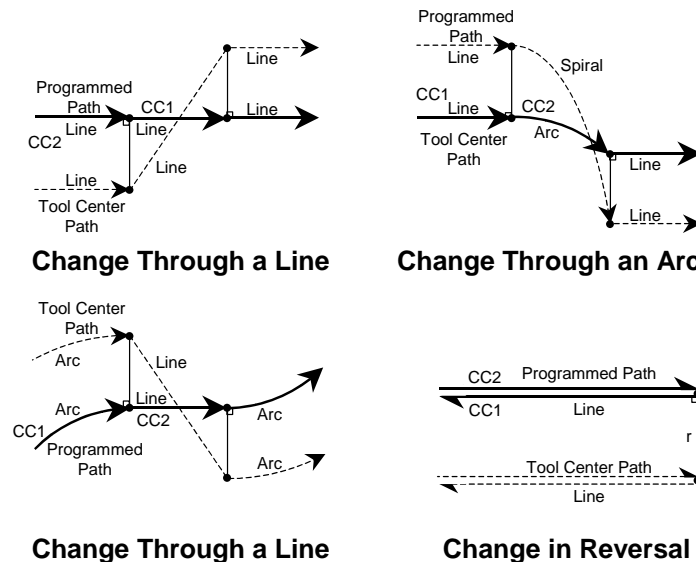 Programmed
Path
CC1
Line
Line
Line
Line
CC2
Line
Line
Tool Center
Path
Change Through a Line
Programmed
Path
Line
Spiral
CC1
Line
CC2
Arc
Tool Center
Path
Line
Line
Change Through an Arc
Tool Center
Path
Arc
Line
Arc
Line
CC2
Arc
CC1
Programmed
Path
Arc
Change Through a Line
CC2
Programmed Path
CC1
Line
r
Tool Center Path
Line
Change in Reversal